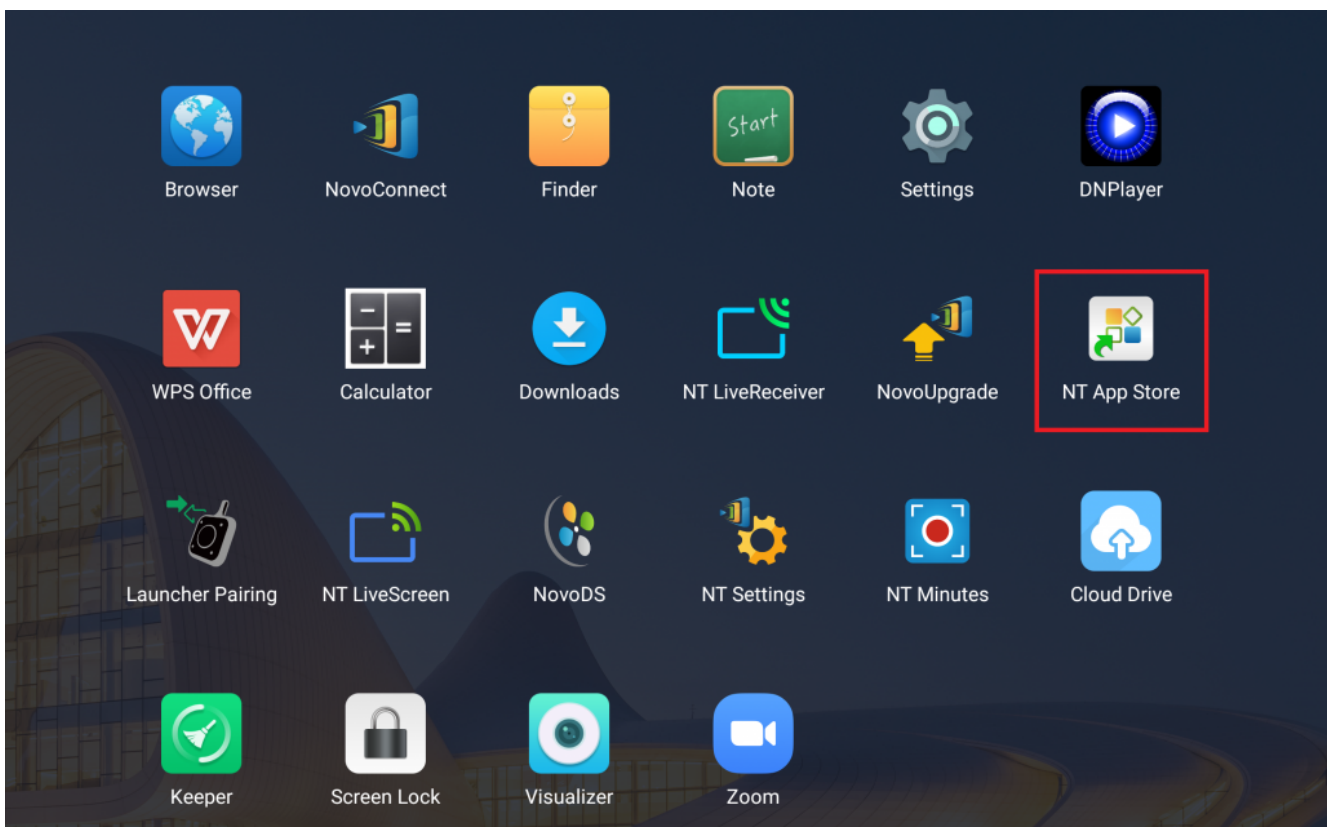 Start
Browser
NovoConnect
Finder
Note
Settings
DNPlayer
WPS Office
Calculator
Downloads
NT LiveReceiver
NovoUpgrade
NT App Store
Launcher Pairing
NT LiveScreen
NovoDS
NT Settings
NT Minutes
Cloud Drive
Keeper
Screen Lock
Visualizer
Zoom